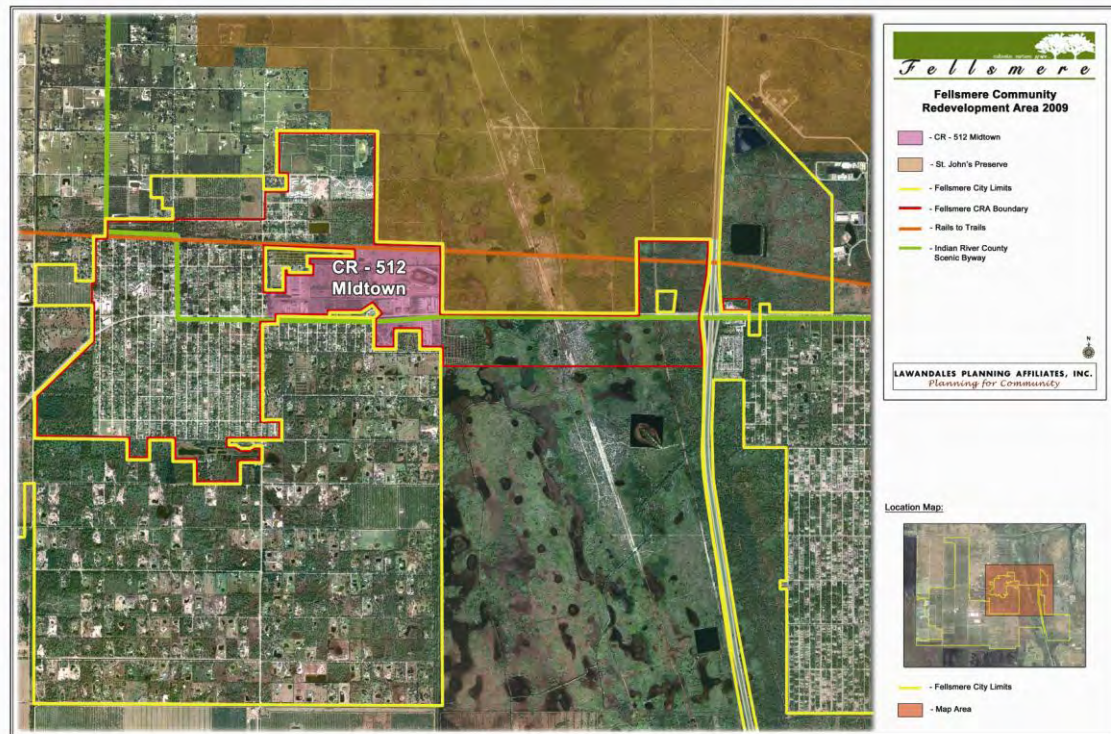 CR - 512
Midtown
Fellsmere
Fellsmere Community
Redevelopment Area 2009
- CR - 512 Midtown
- St. John's Preserve
- Fellsmere City Limits
- Fellsmere CRA Boundary
- Rails to Trails
- Indian River County
Scenic Byway
N
LAWANDALES PLANNING AFFILIATES, INC.
Planning for Community
Location Map:
- Fellsmere City Limits
- Map Area